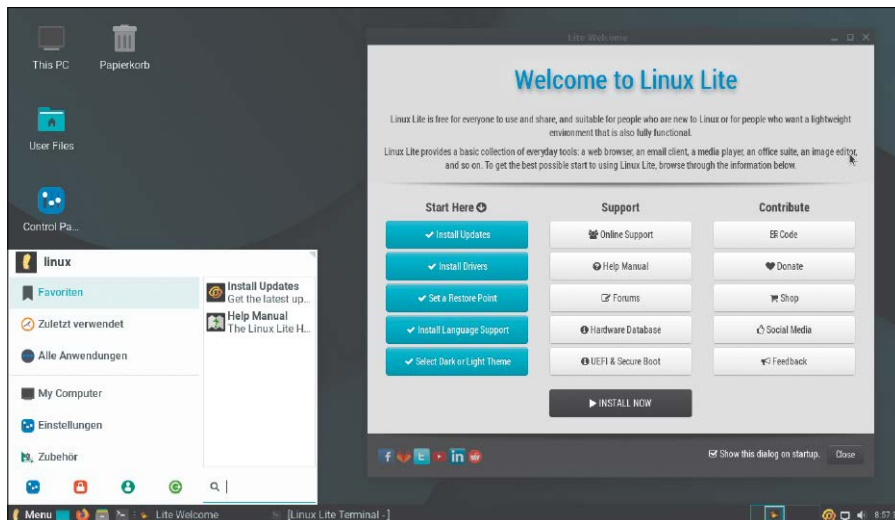 This PC
Papierkorb
User Files
Control Pa...
Lite Welcome
Welcome to Linux Lite
Linux Lite is free for everyone to use and share, and suitable for people who are new to Linux or for people who want a lightweight
environment that is also fully functional.
Linux Lite provides a basic collection of everyday tools: a web browser, an email client, a media player, an office suite, an image editor,
and so on. To get the best possible start to using Linux Lite, browse through the information below.
Start Here
Install Updates
Install Drivers
Set a Restore Point
Install Language Support
Select Dark or Light Theme
Support
Online Support
Help Manual
Forums
Hardware Database
UEFI & Secure Boot
Contribute
Code
Donate
Shop
Social Media
Feedback
INSTALL NOW
Show this dialog on startup.
Close
linux
Favoriten
Zuletzt verwendet
Alle Anwendungen
My Computer
Einstellungen
Zubehör
Install Updates
Get the latest up...
Help Manual
The Linux Lite H...
Menu
Lite Welcome
[Linux Lite Terminal - ]
8:57